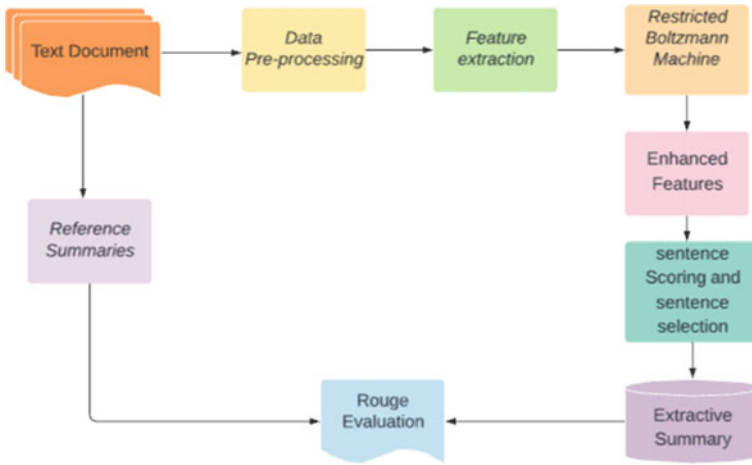 Text Document
Data
Pre-processing
Feature
extraction
Restricted
Boltzmann
Machine
Enhanced
Features
Reference
Summaries
sentence
Scoring and
sentence
selection
Rouge
Evaluation
Extractive
Summary